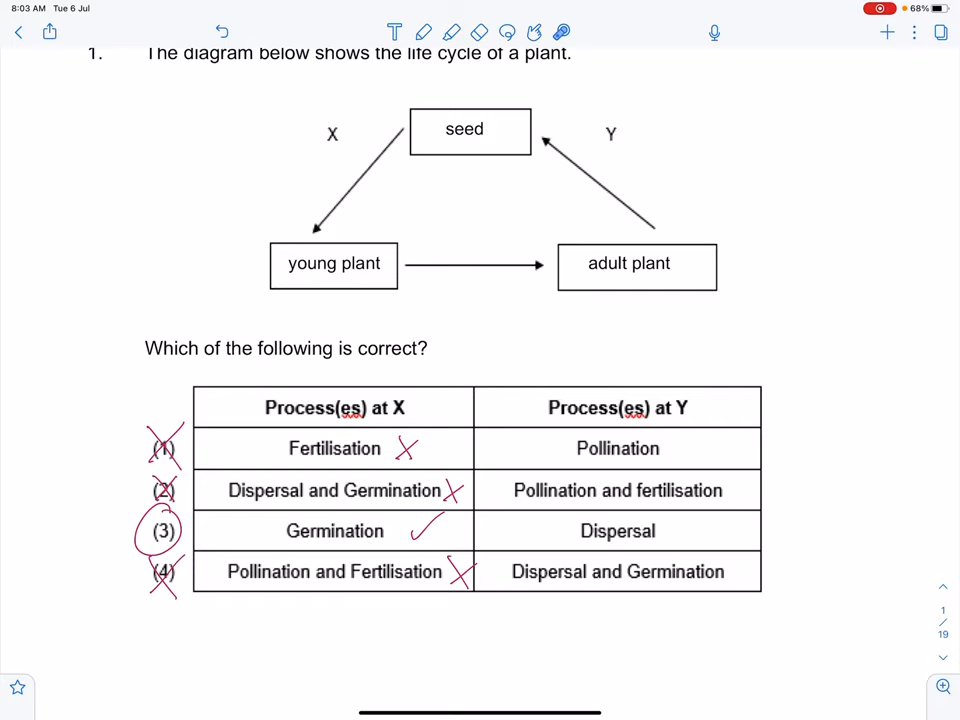 8:03 AM Tue 6 Jul
68%
T
1. The diagram below shows the life cycle of a plant.
X seed Y
young plant adult plant
Which of the following is correct?
Process(es) at X Process(es) at Y
(1) Fertilisation Pollination
(2) Dispersal and Germination Pollination and fertilisation
(3) Germination Dispersal
(4) Pollination and Fertilisation Dispersal and Germination
1
/
19